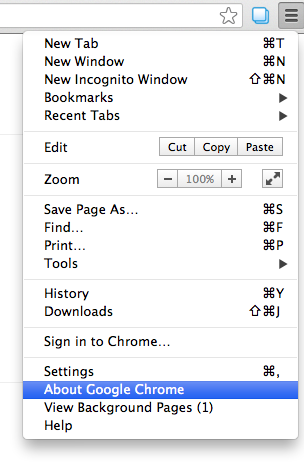 New Tab ⌘T
New Window ⌘N
New Incognito Window ⇧⌘N
Bookmarks ▶
Recent Tabs ▶
Edit Cut Copy Paste
Zoom − 100% +
Save Page As... ⌘S
Find... ⌘F
Print... ⌘P
Tools ▶
History ⌘Y
Downloads ⇧⌘J
Sign in to Chrome...
Settings ⌘,
About Google Chrome
View Background Pages (1)
Help